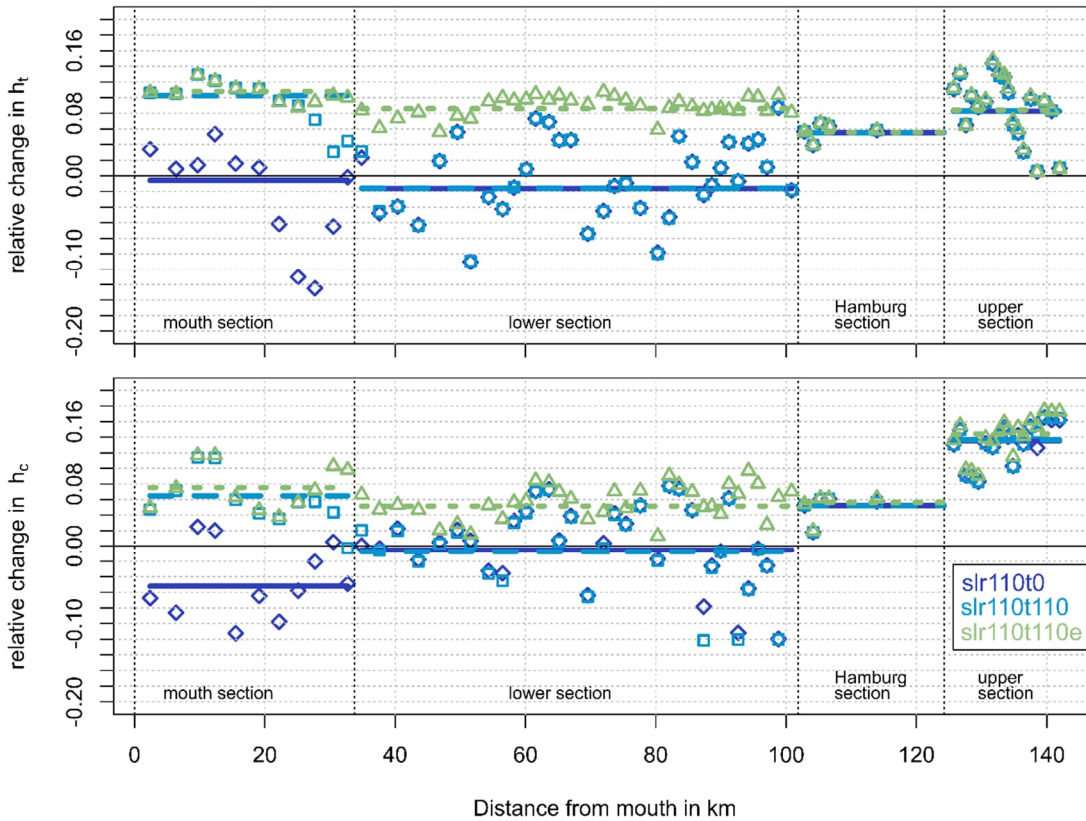 relative change in ht
0.16
0.08
0.00
-0.10
-0.20
mouth section
lower section
Hamburg
section
upper
section
relative change in hc
0.16
0.08
0.00
-0.10
-0.20
mouth section
lower section
Hamburg
section
upper
section
slr110t0
slr110t110
slr110t110e
0 20 40 60 80 100 120 140
Distance from mouth in km